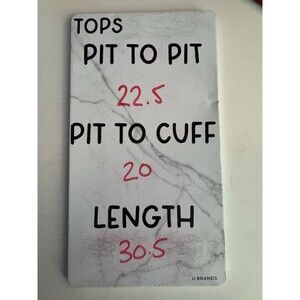 TOPS
PIT TO PIT
22.5
PIT TO CUFF
20
LENGTH
30.5
U BRANDS